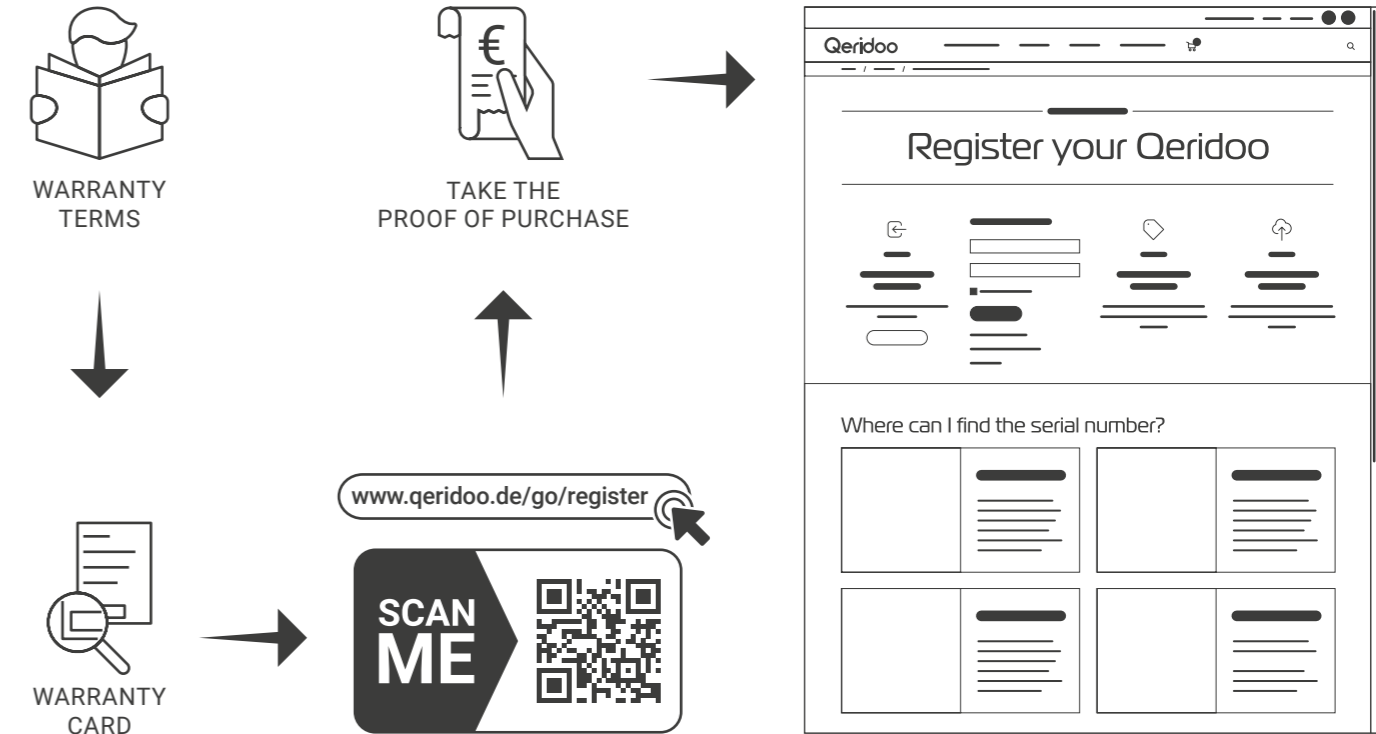 WARRANTY
TERMS
WARRANTY
CARD
www.qeridoo.de/go/register
SCAN
ME
€
TAKE THE
PROOF OF PURCHASE
Qeridoo
Register your Qeridoo
Where can I find the serial number?